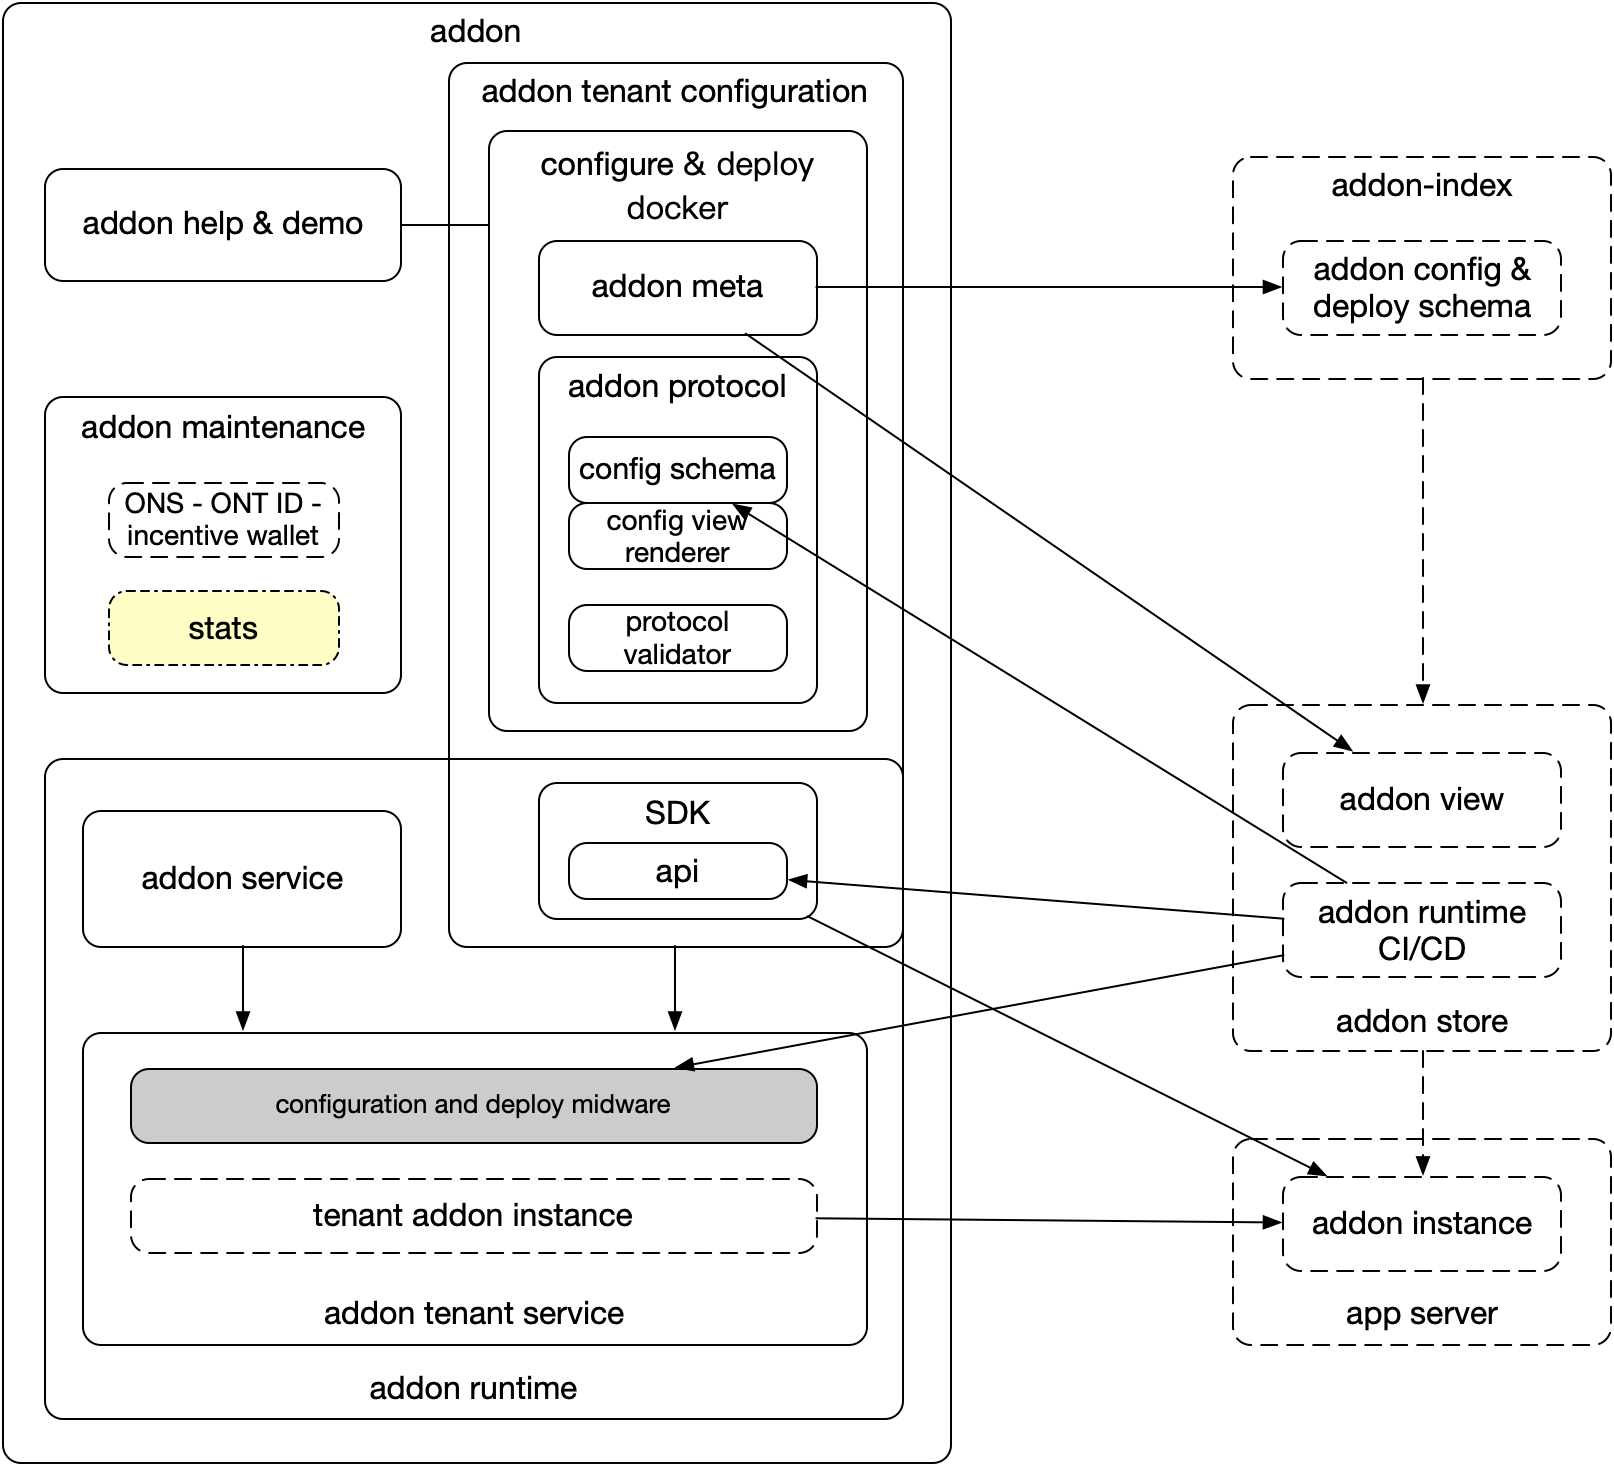 addon
addon tenant configuration
configure & deploy
docker
addon help & demo
addon meta
addon protocol
config schema
config view
renderer
protocol
validator
addon maintenance
ONS - ONT ID -
incentive wallet
stats
addon service
SDK
api
configuration and deploy midware
tenant addon instance
addon tenant service
addon runtime
addon-index
addon config &
deploy schema
addon view
addon runtime
CI/CD
addon store
addon instance
app server